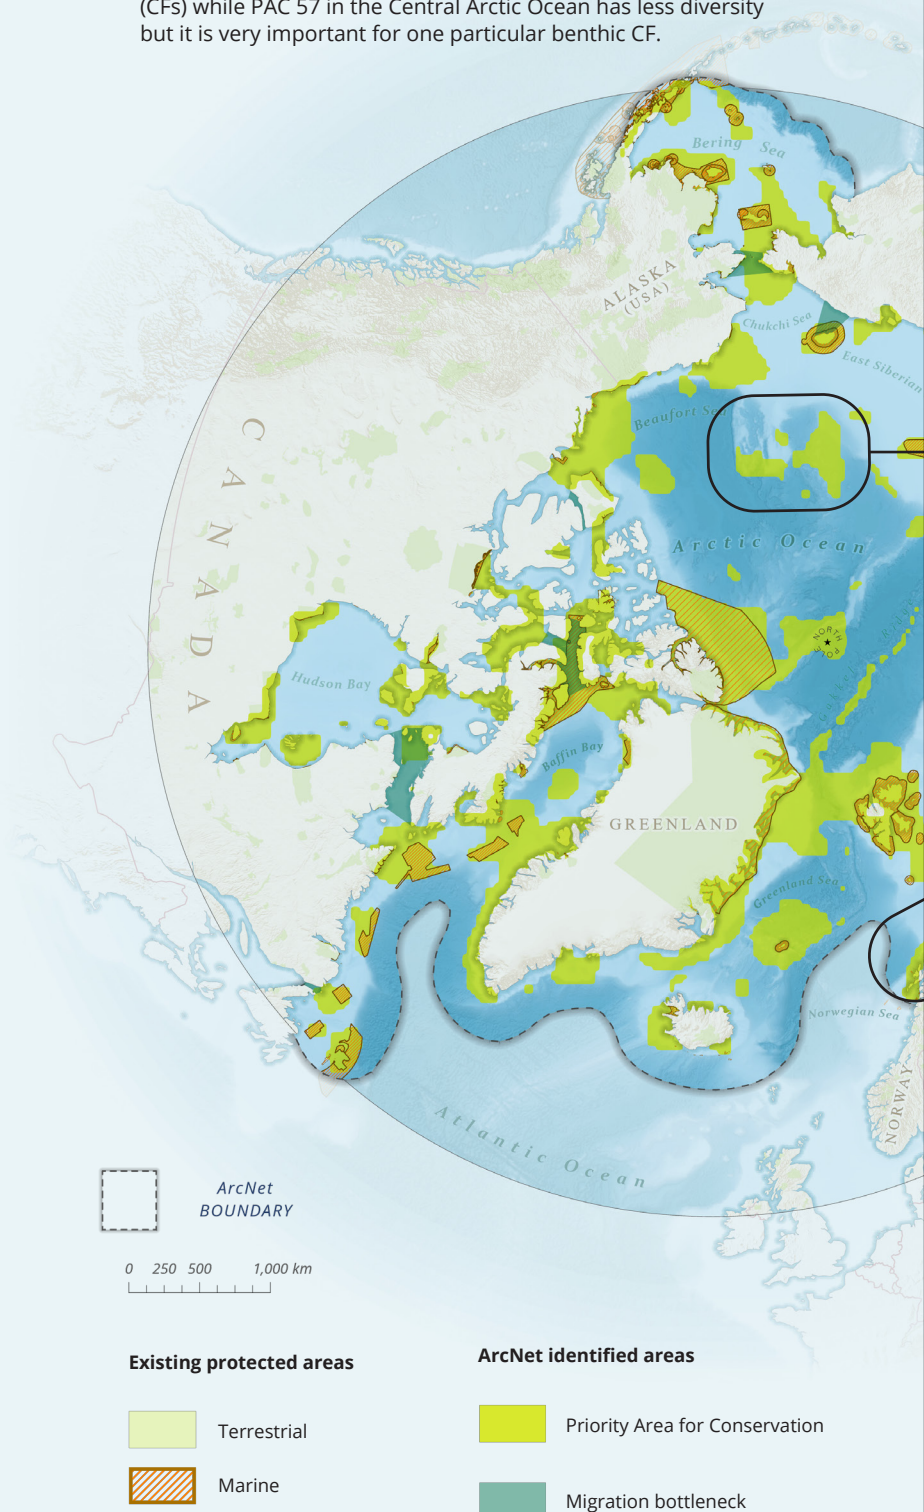 (CFs) while PAC 57 in the Central Arctic Ocean has less diversity
but it is very important for one particular benthic CF.
Bering Sea
ALASKA
(USA)
Chukchi Sea
East Siberian
Beaufort Sea
CANADA
Arctic Ocean
NORTH POLE
Hudson Bay
Baffin Bay
GREENLAND
Greenland Sea
Norwegian Sea
NORWAY
Atlantic Ocean
ArcNet
BOUNDARY
0 250 500 1,000 km
Existing protected areas
ArcNet identified areas
Terrestrial
Priority Area for Conservation
Marine
Migration bottleneck